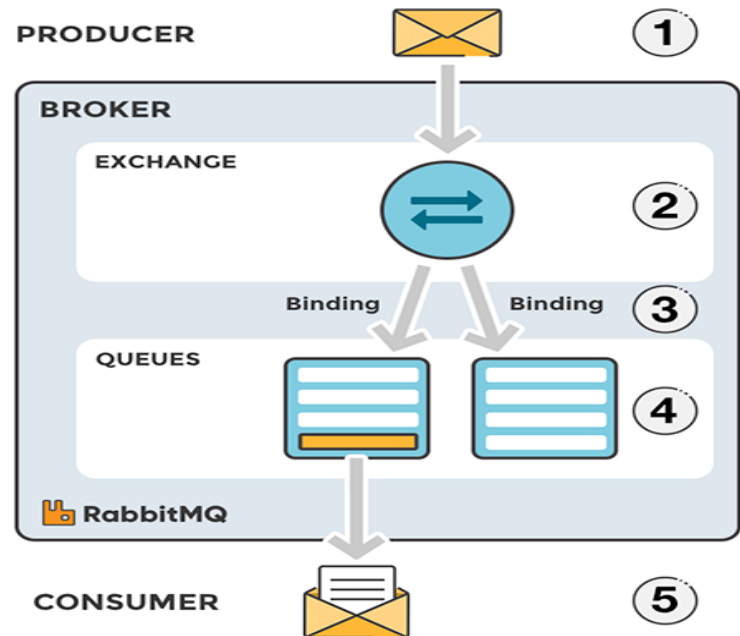 PRODUCER 1
BROKER
EXCHANGE
2
Binding Binding 3
QUEUES
4
RabbitMQ
CONSUMER 5